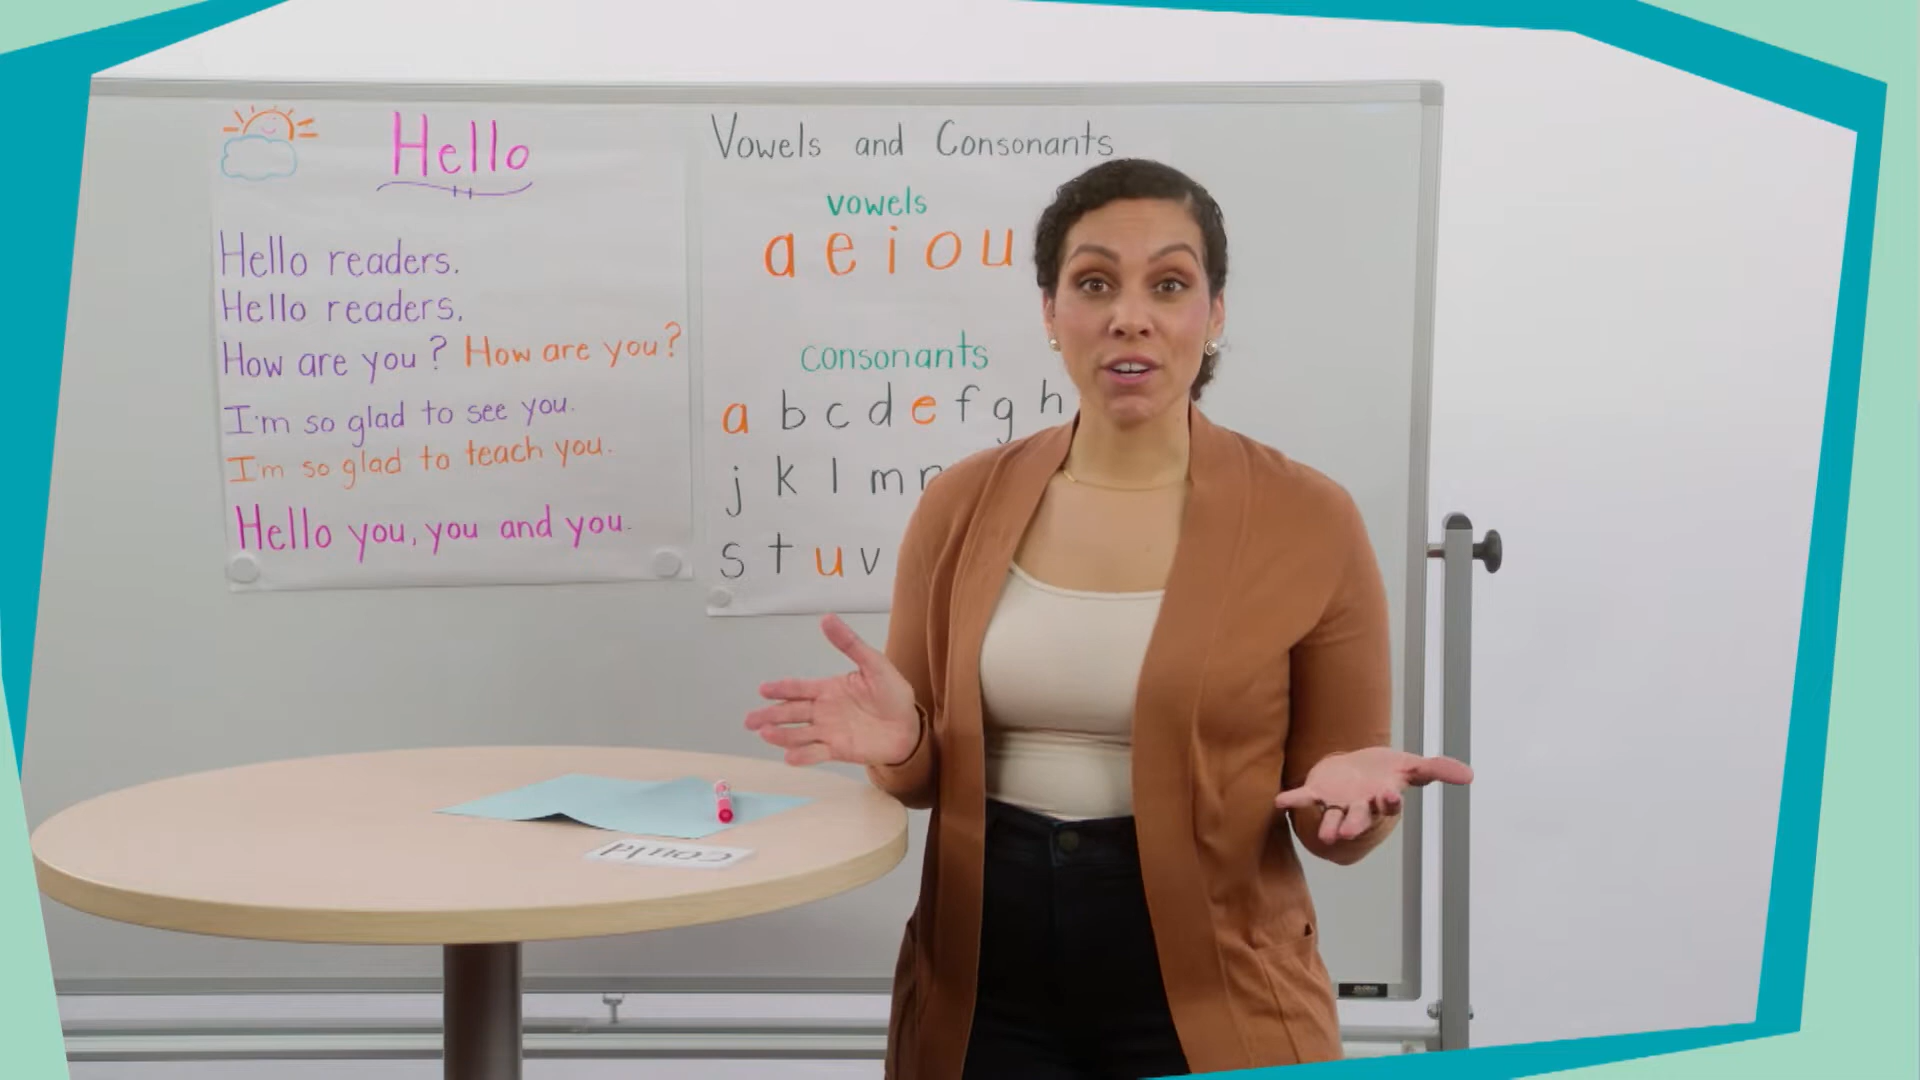 Hello
Hello readers.
Hello readers.
How are you? How are you?
I'm so glad to see you.
I'm so glad to teach you.
Hello you, you and you.
Vowels and Consonants
vowels
a e i o u
consonants
a b c d e f g h
j k l m
s t u v
could